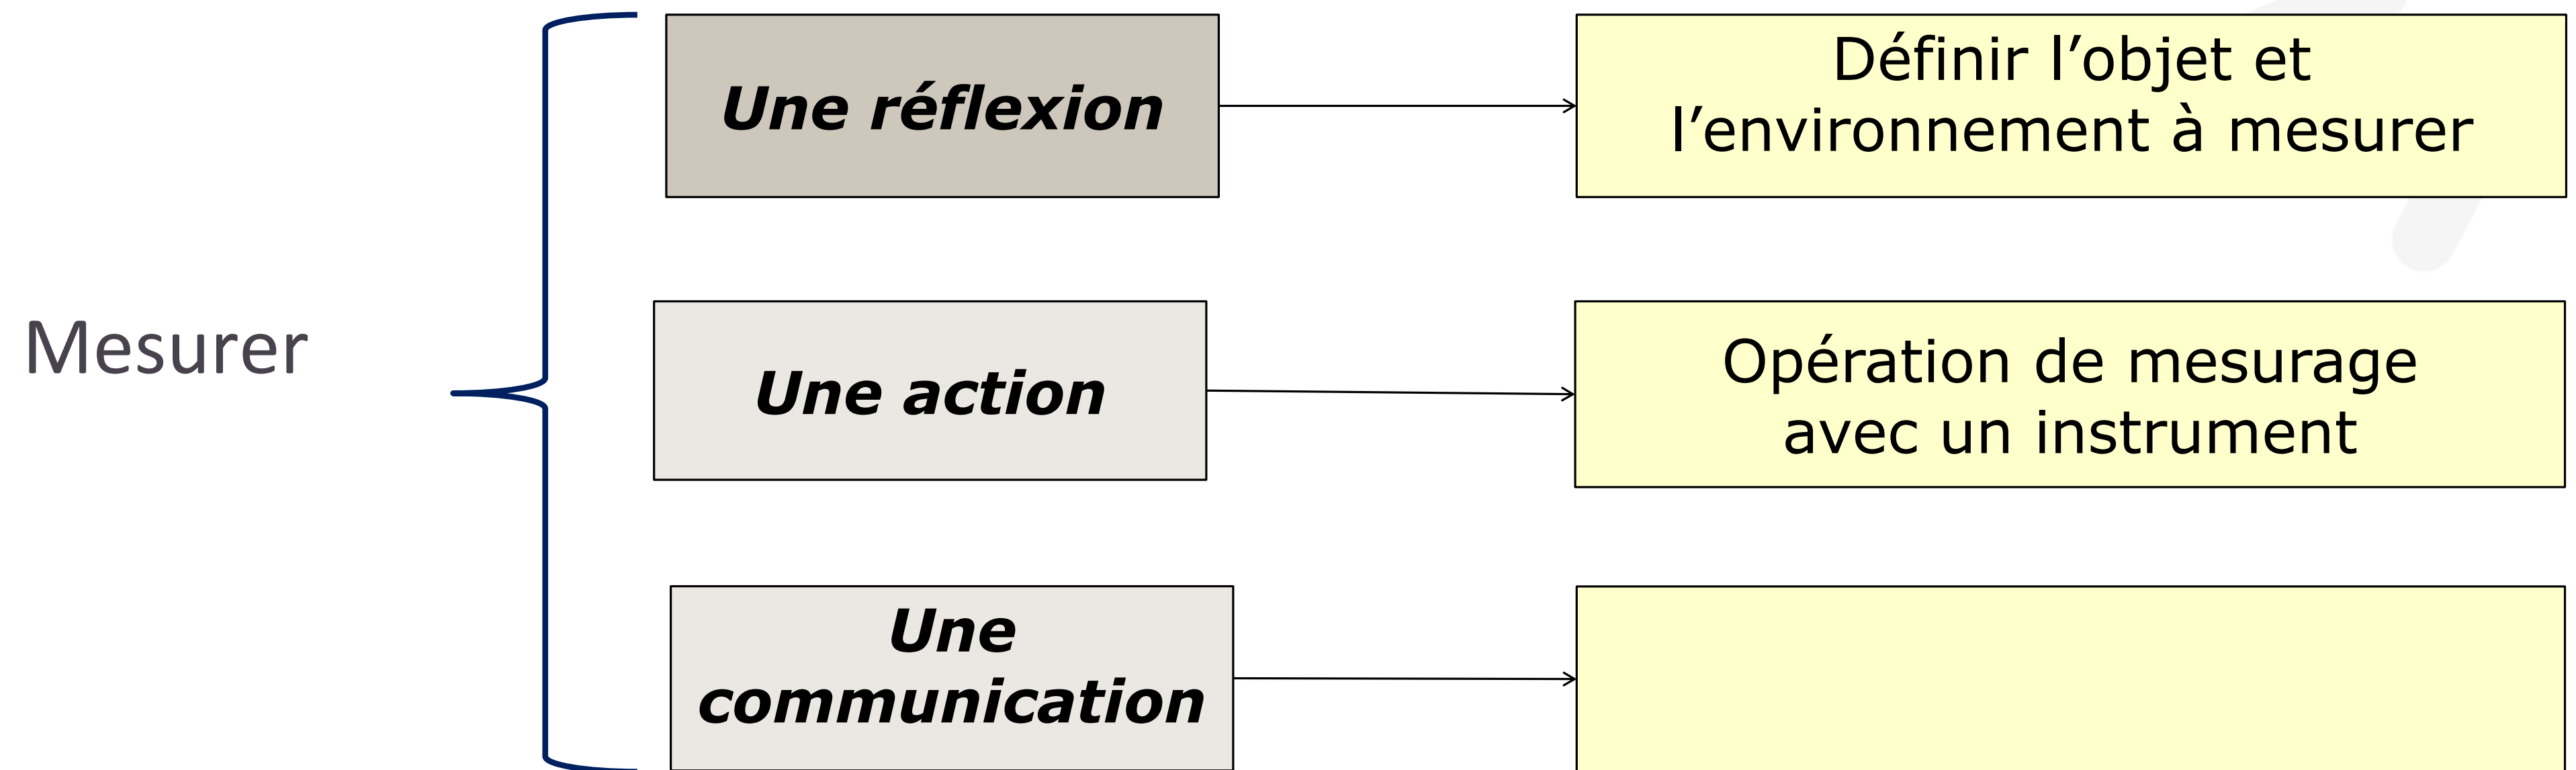 Mesurer
Une réflexion
Définir l’objet et
l’environnement à mesurer
Une action
Opération de mesurage
avec un instrument
Une
communication